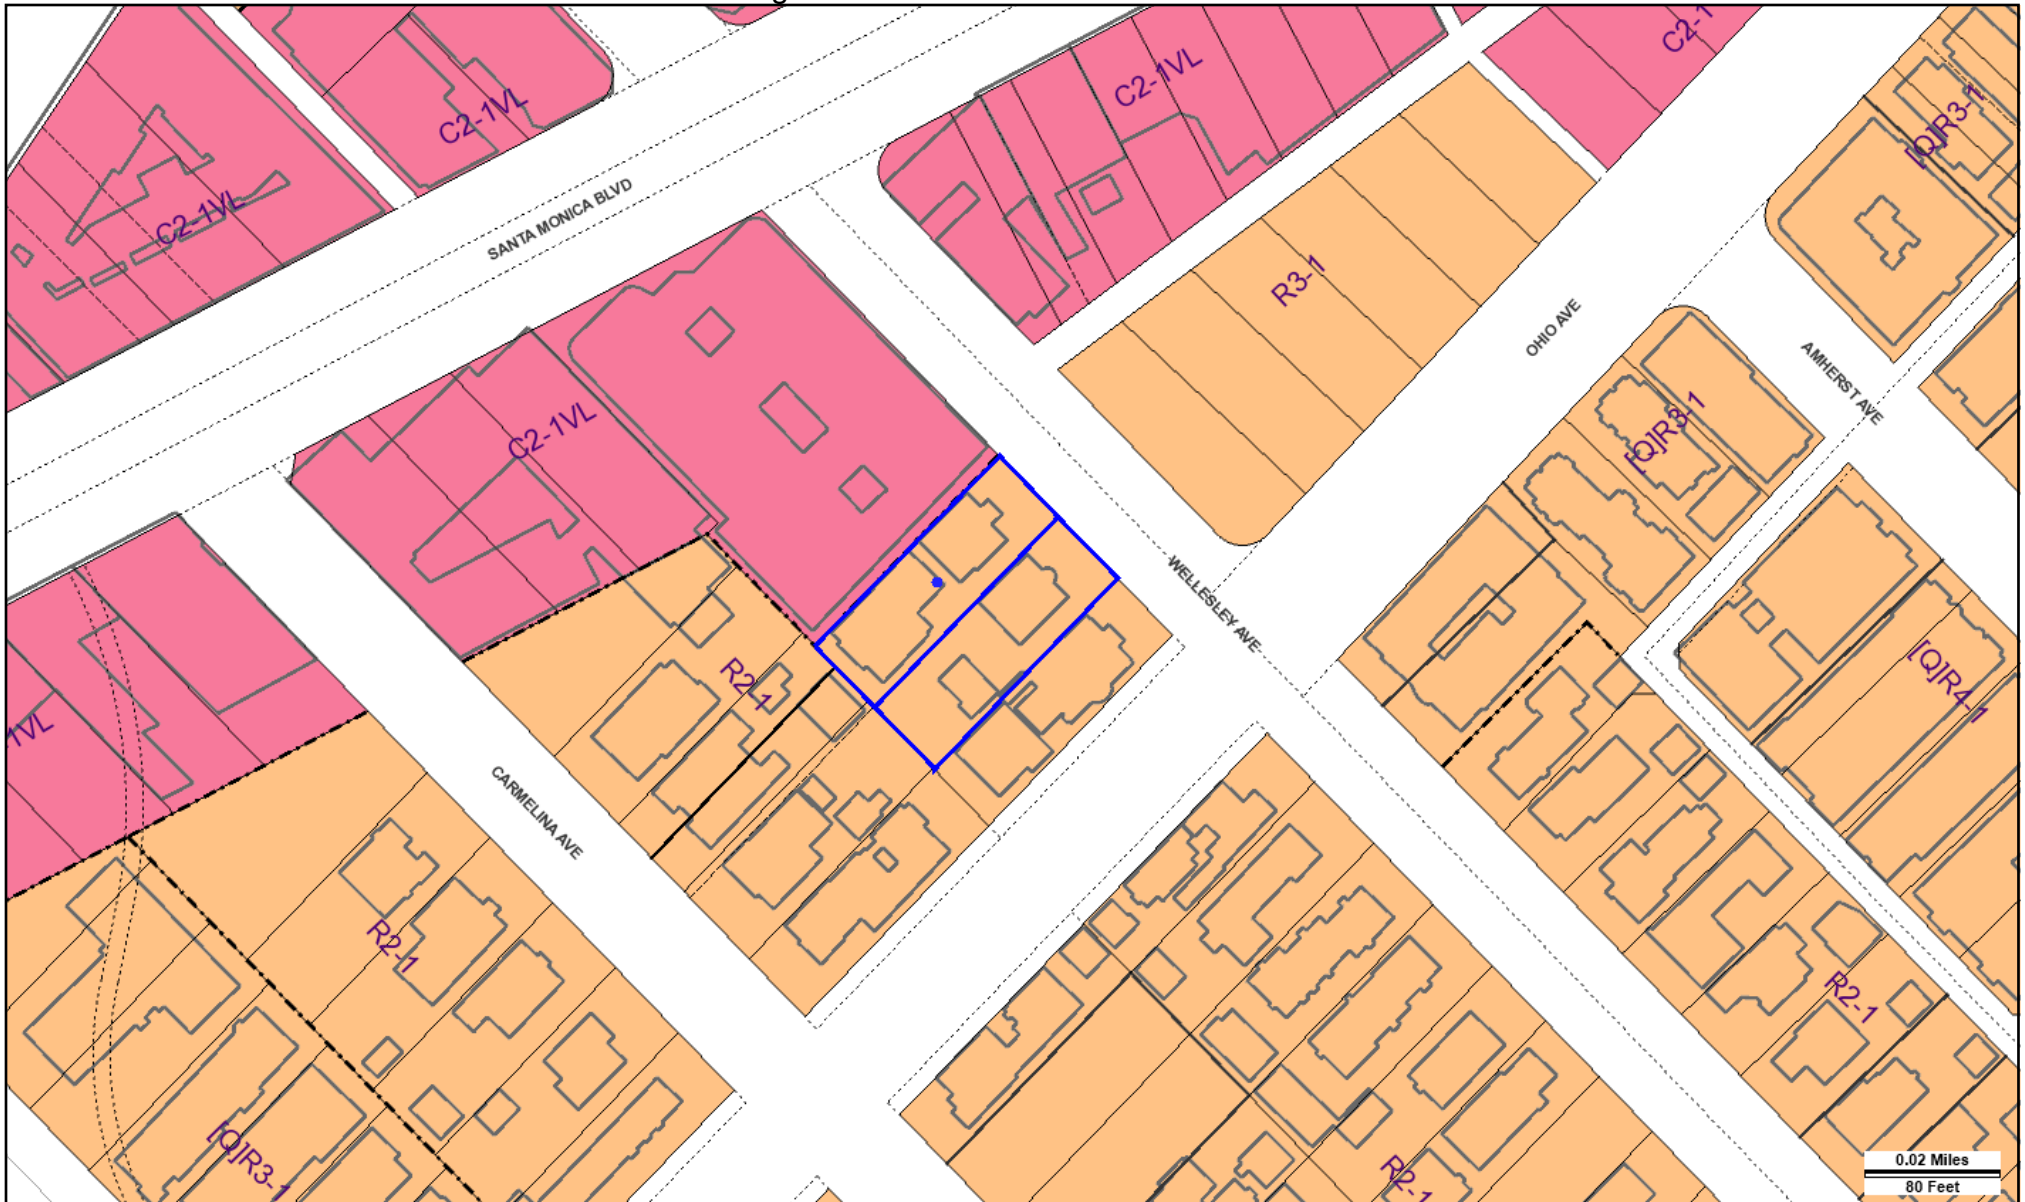 C2-1
C2-1VL
C2-1VL
[Q]R3-1
SANTA MONICA BLVD
C2-1VL
R3-1
OHIO AVE
AMHERST AVE
C2-1VL
[Q]R3-1
WELLESLEY AVE
R2-1
[Q]R4-1
1VL
CARMELINA AVE
R2-1
R2-1
[Q]R3-1
R2-1
0.02 Miles
80 Feet